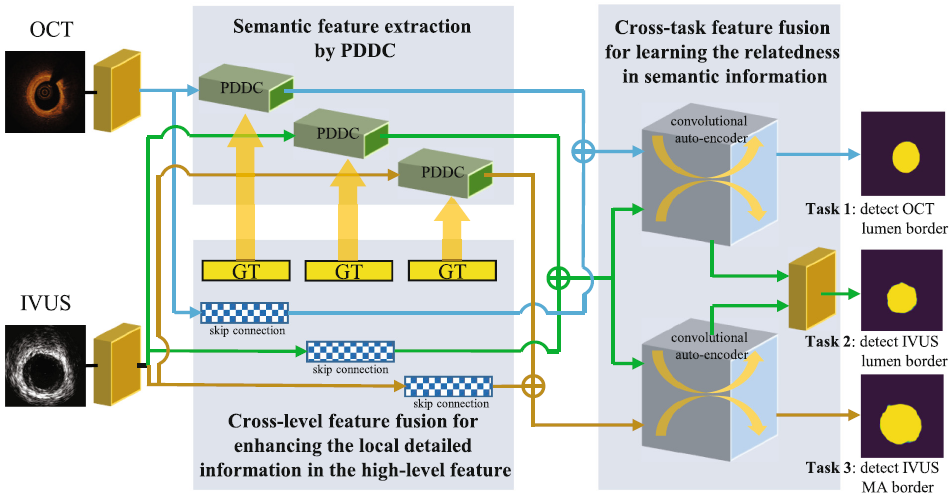 OCT
Semantic feature extraction
by PDDC
PDDC
PDDC
PDDC
GT
GT
GT
IVUS
skip connection
skip connection
skip connection
Cross-level feature fusion for
enhancing the local detailed
information in the high-level feature
Cross-task feature fusion
for learning the relatedness
in semantic information
convolutional
auto-encoder
convolutional
auto-encoder
Task 1: detect OCT
lumen border
Task 2: detect IVUS
lumen border
Task 3: detect IVUS
MA border